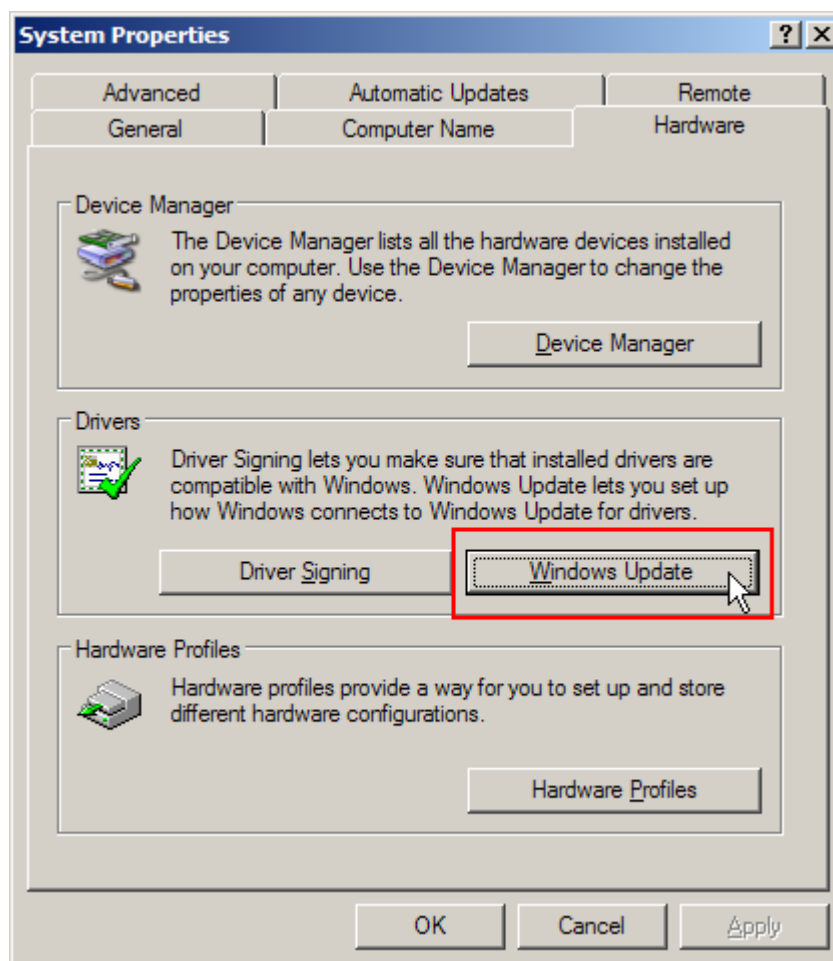 System Properties
Advanced Automatic Updates Remote
General Computer Name Hardware
Device Manager
The Device Manager lists all the hardware devices installed
on your computer. Use the Device Manager to change the
properties of any device.
Device Manager
Drivers
Driver Signing lets you make sure that installed drivers are
compatible with Windows. Windows Update lets you set up
how Windows connects to Windows Update for drivers.
Driver Signing Windows Update
Hardware Profiles
Hardware profiles provide a way for you to set up and store
different hardware configurations.
Hardware Profiles
OK Cancel Apply